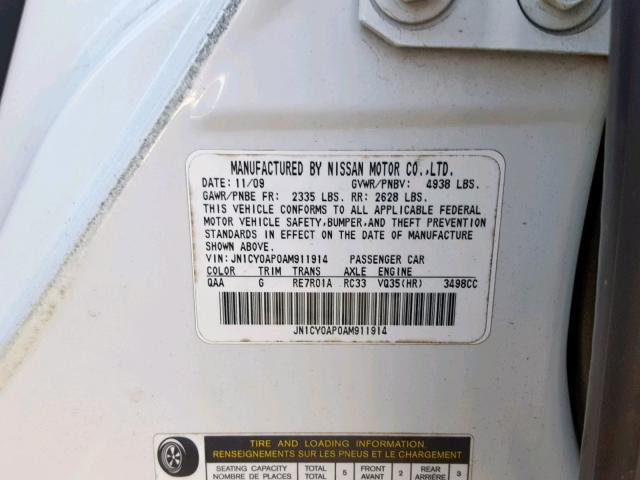 MANUFACTURED BY NISSAN MOTOR CO.,LTD.
DATE: 11/09 GVWR/PNBV: 4938 LBS.
GAWR/PNBE FR: 2335 LBS. RR: 2628 LBS.
THIS VEHICLE CONFORMS TO ALL APPLICABLE FEDERAL
MOTOR VEHICLE SAFETY,BUMPER,AND THEFT PREVENTION
STANDARDS IN EFFECT ON THE DATE OF MANUFACTURE
SHOWN ABOVE.
VIN: JN1CY0AP0AM911914 PASSENGER CAR
COLOR TRIM TRANS AXLE ENGINE
QAA G RE7R01A RC33 VQ35(HR) 3498CC
JN1CY0AP0AM911914
TIRE AND LOADING INFORMATION
RENSEIGNEMENTS SUR LES PNEUS ET LE CHARGEMENT
SEATING CAPACITY TOTAL 5 FRONT 2 REAR 3
NOMBRE DE PLACES TOTAL AVANT ARRIÈRE